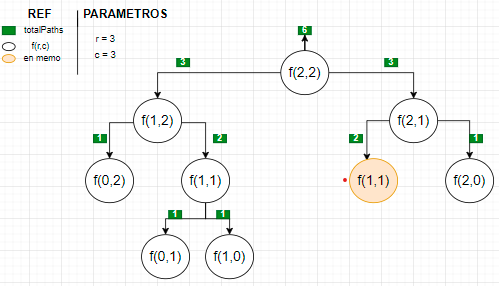 REF
PARAMETROS
totalPaths
f(r,c)
en memo
r = 3
c = 3
6
f(2,2)
3
3
f(1,2)
f(2,1)
1
2
2
1
f(0,2)
f(1,1)
f(1,1)
f(2,0)
1
1
f(0,1)
f(1,0)